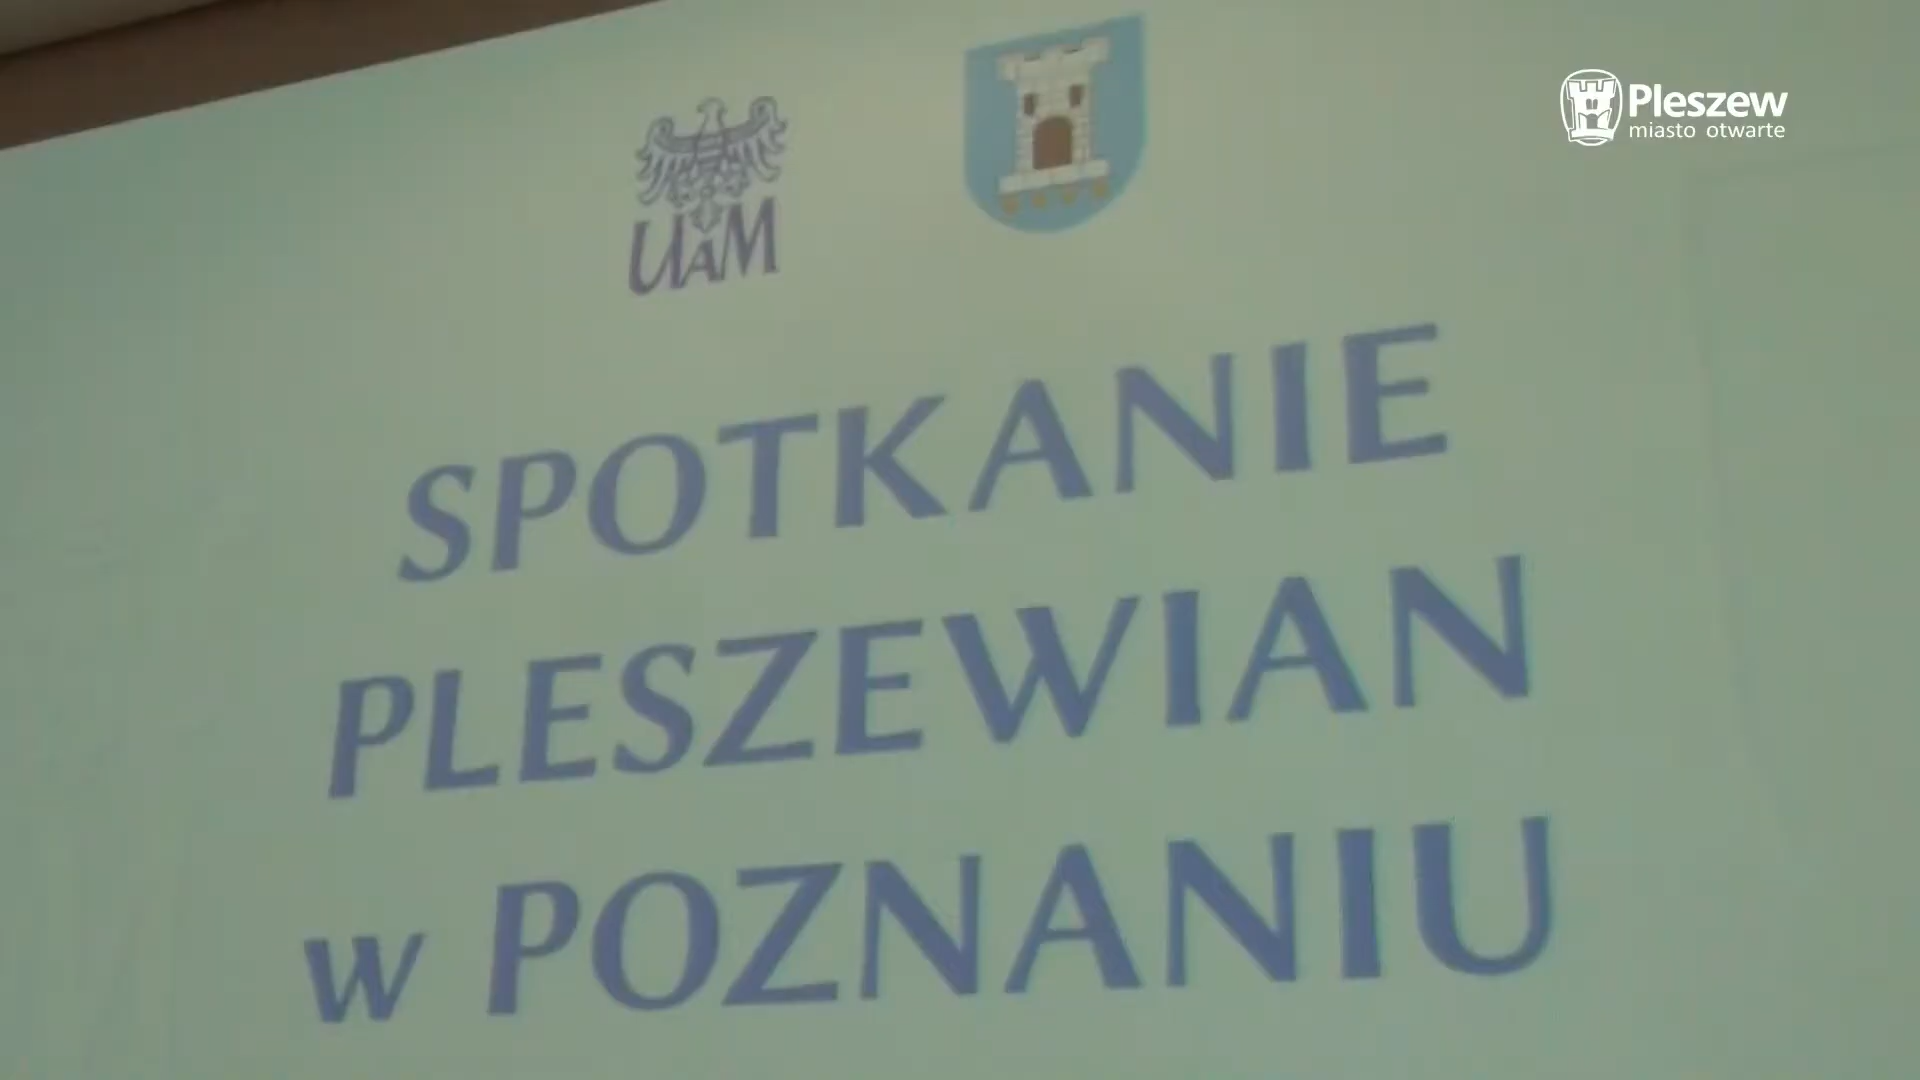 Pleszew
miasto otwarte
UAM
SPOTKANIE
PLESZEWIAN
w POZNANIU